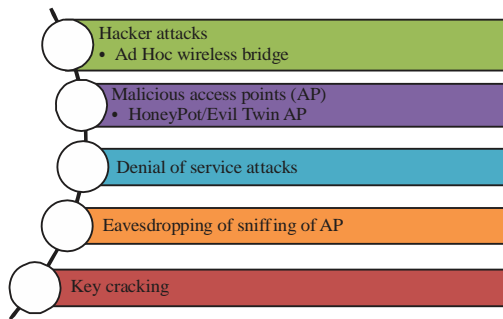 Hacker attacks
• Ad Hoc wireless bridge
Malicious access points (AP)
• HoneyPot/Evil Twin AP
Denial of service attacks
Eavesdropping of sniffing of AP
Key cracking